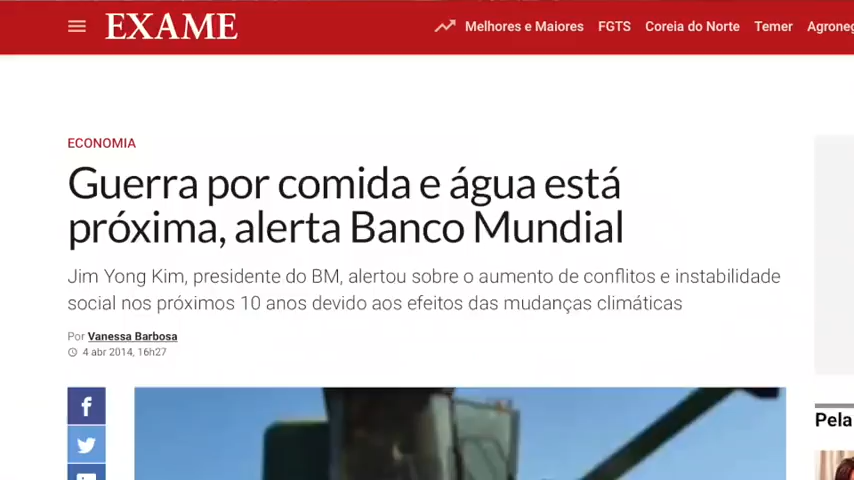 EXAME
Melhores e Maiores FGTS Coreia do Norte Temer
ECONOMIA
Guerra por comida e água está
próxima, alerta Banco Mundial
Jim Yong Kim, presidente do BM, alertou sobre o aumento de conflitos e instabilidade
social nos próximos 10 anos devido aos efeitos das mudanças climáticas
Por Vanessa Barbosa
4 abr 2014, 16h27
Pela